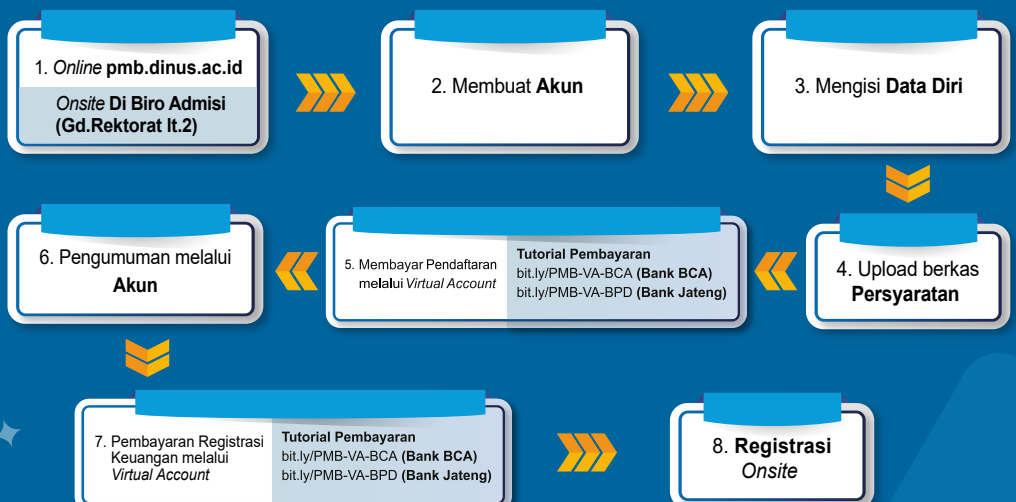 1. Online pmb.dinus.ac.id
Onsite Di Biro Admisi
(Gd.Rektorat lt.2)
2. Membuat Akun
3. Mengisi Data Diri
4. Upload berkas
Persyaratan
5. Membayar Pendaftaran
melalui Virtual Account
Tutorial Pembayaran
bit.ly/PMB-VA-BCA (Bank BCA)
bit.ly/PMB-VA-BPD (Bank Jateng)
6. Pengumuman melalui
Akun
7. Pembayaran Registrasi
Keuangan melalui
Virtual Account
Tutorial Pembayaran
bit.ly/PMB-VA-BCA (Bank BCA)
bit.ly/PMB-VA-BPD (Bank Jateng)
8. Registrasi
Onsite